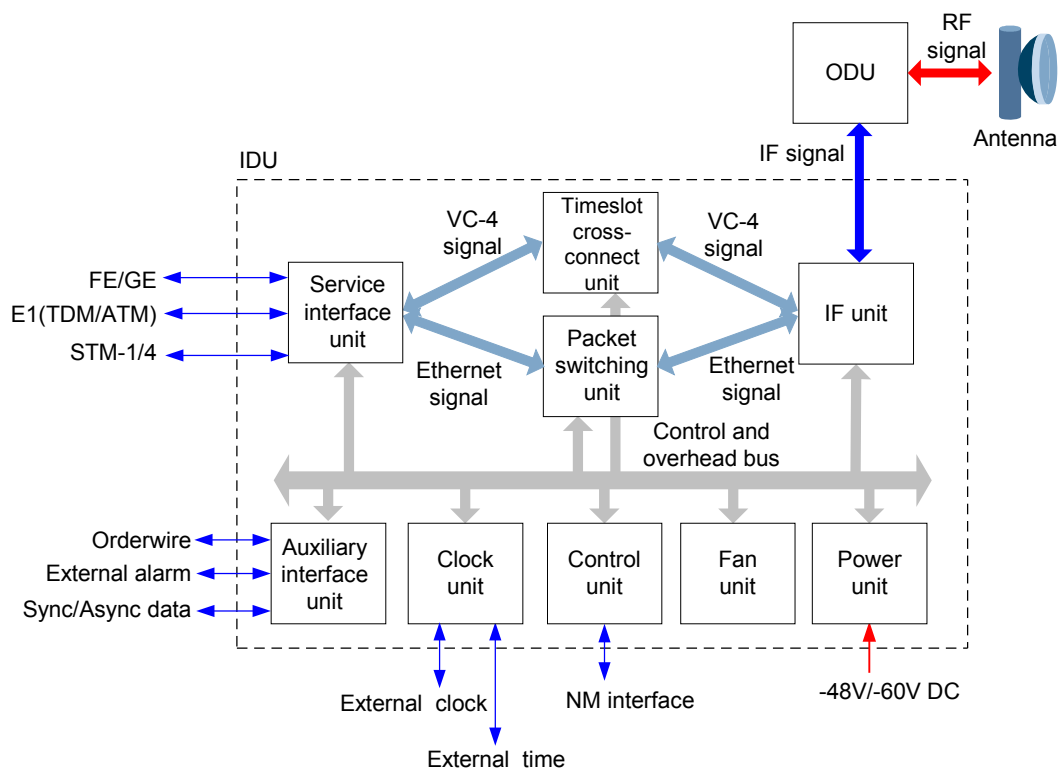 RF
signal
ODU
Antenna
IF signal
IDU
Timeslot
cross-
connect
unit
VC-4
signal
VC-4
signal
FE/GE
E1(TDM/ATM)
STM-1/4
Service
interface
unit
IF unit
Packet
switching
unit
Ethernet
signal
Ethernet
signal
Control and
overhead bus
Orderwire
External alarm
Sync/Async data
Auxiliary
interface
unit
Clock
unit
Control
unit
Fan
unit
Power
unit
External clock
NM interface
-48V/-60V DC
External time